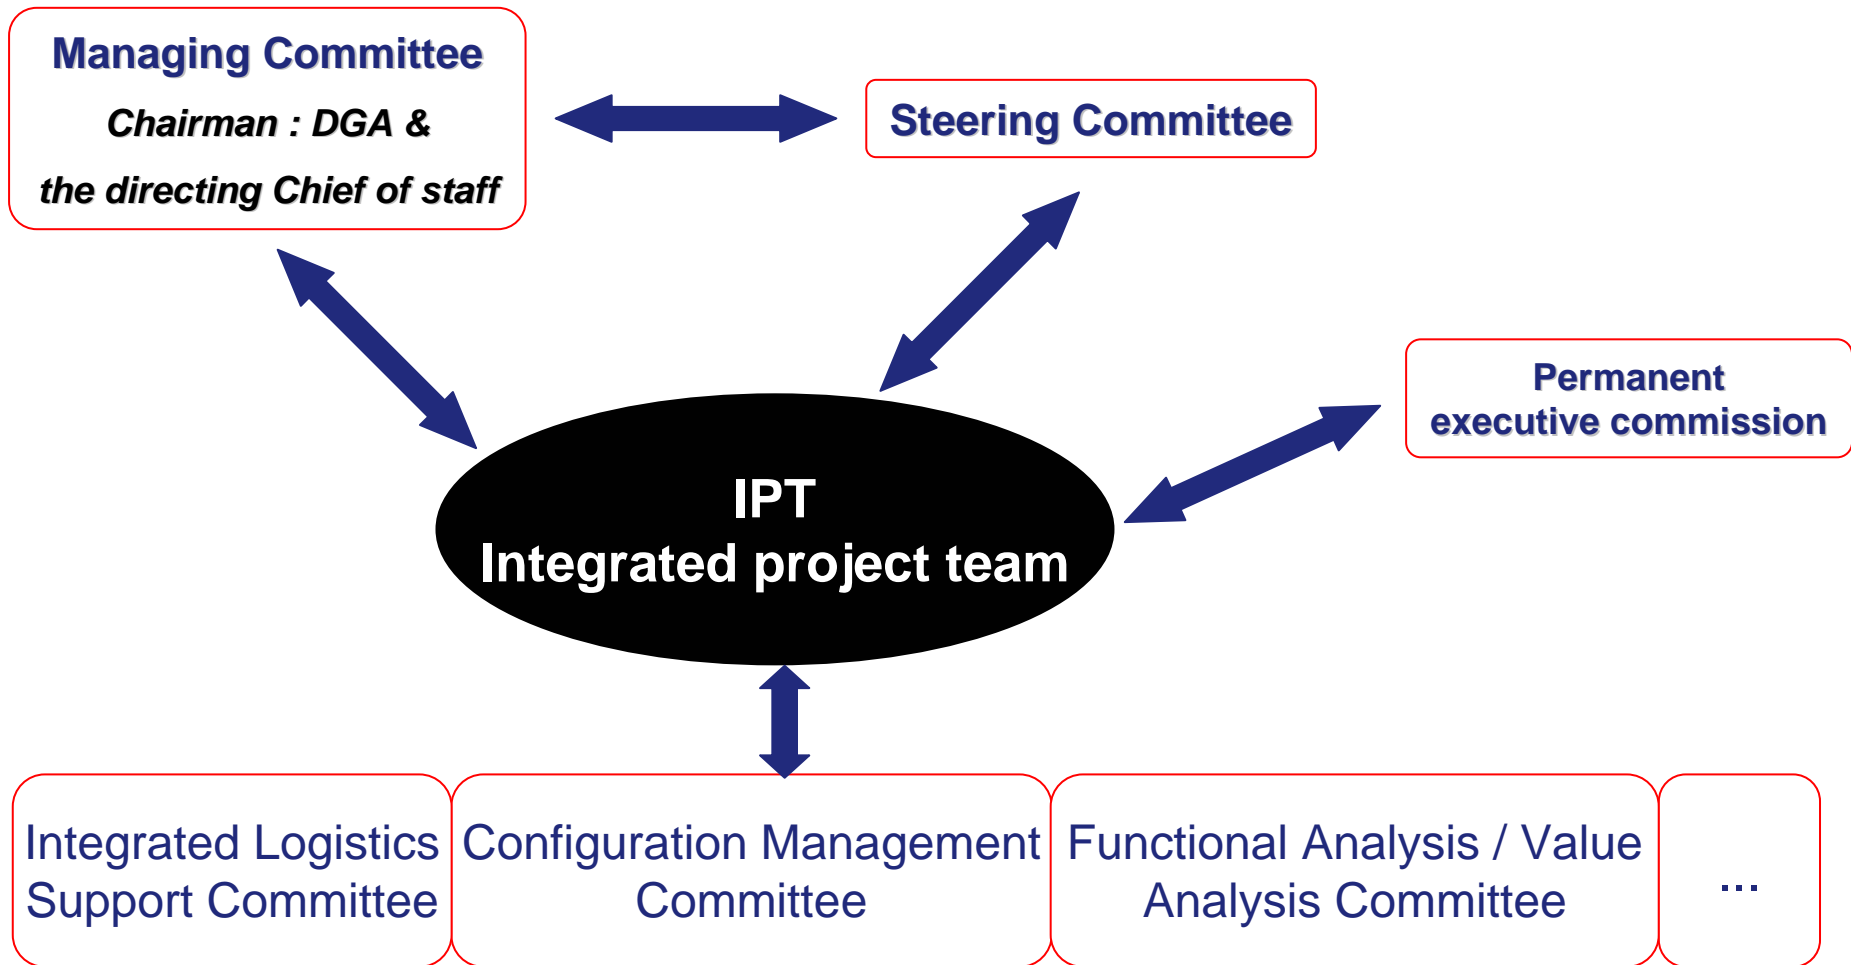 Managing Committee
Chairman : DGA &
the directing Chief of staff
Steering Committee
Permanent
executive commission
IPT
Integrated project team
Integrated Logistics
Support Committee
Configuration Management
Committee
Functional Analysis / Value
Analysis Committee
...